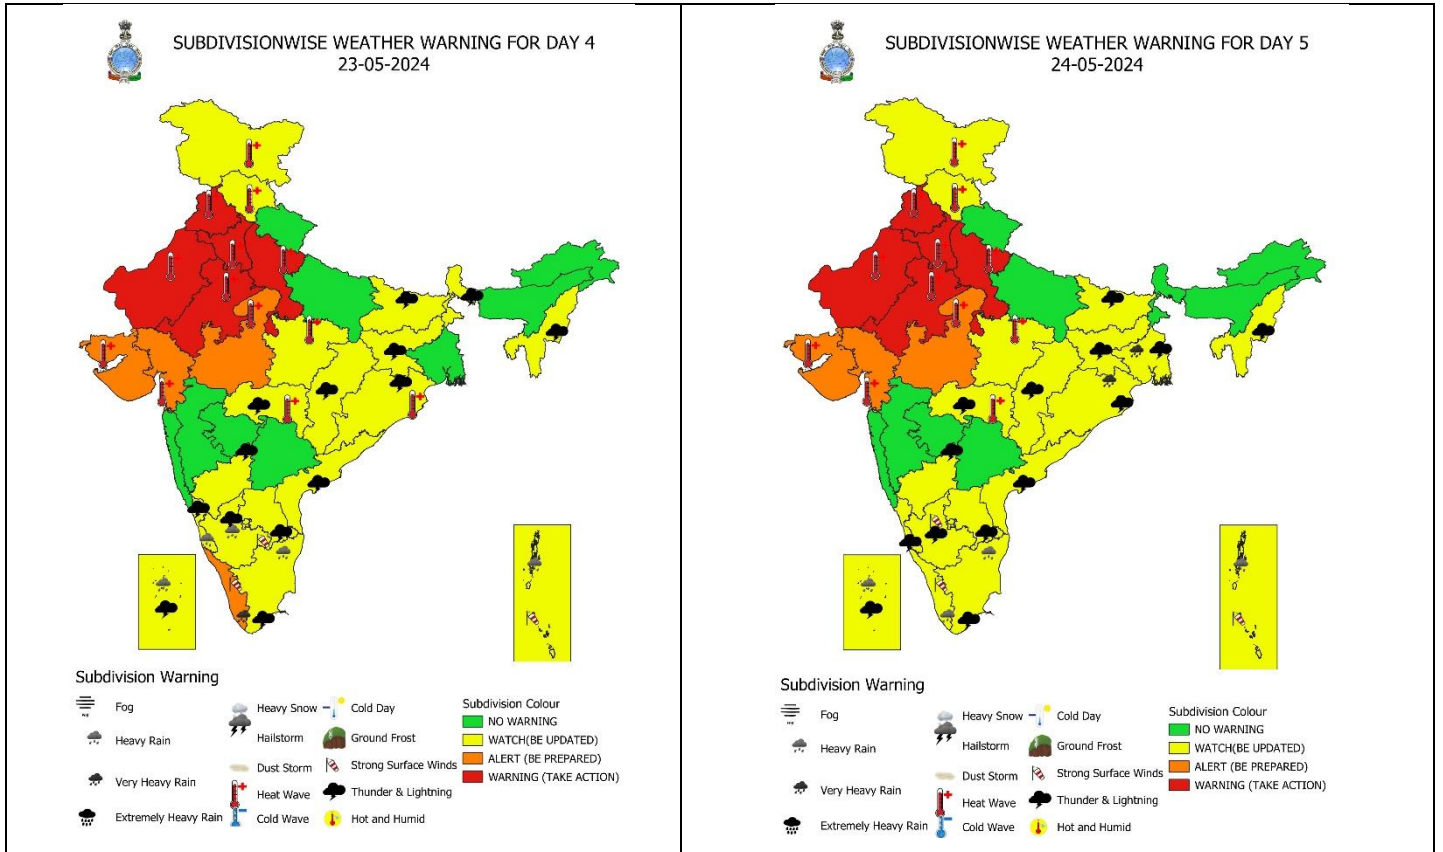 SUBDIVISIONWISE WEATHER WARNING FOR DAY 4
23-05-2024
Subdivision Warning
Fog
Heavy Rain
Very Heavy Rain
Extremely Heavy Rain
Heavy Snow
Hailstorm
Dust Storm
Heat Wave
Cold Wave
Cold Day
Ground Frost
Strong Surface Winds
Thunder & Lightning
Hot and Humid
Subdivision Colour
NO WARNING
WATCH(BE UPDATED)
ALERT (BE PREPARED)
WARNING (TAKE ACTION)
SUBDIVISIONWISE WEATHER WARNING FOR DAY 5
24-05-2024
Subdivision Warning
Fog
Heavy Rain
Very Heavy Rain
Extremely Heavy Rain
Heavy Snow
Hailstorm
Dust Storm
Heat Wave
Cold Wave
Cold Day
Ground Frost
Strong Surface Winds
Thunder & Lightning
Hot and Humid
Subdivision Colour
NO WARNING
WATCH(BE UPDATED)
ALERT (BE PREPARED)
WARNING (TAKE ACTION)